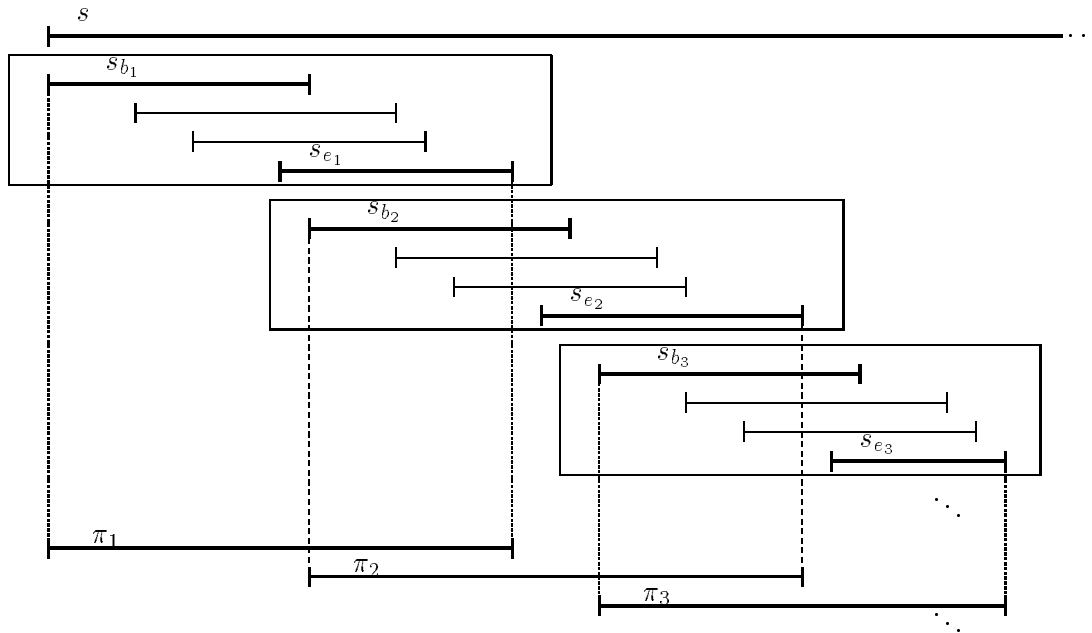 s
s_{b_1}
s_{e_1}
s_{b_2}
s_{e_2}
s_{b_3}
s_{e_3}
π_1
π_2
π_3